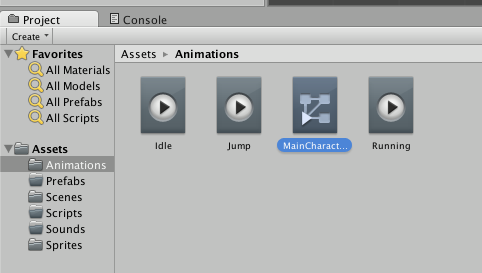 Project
Console
Create
Favorites
All Materials
All Models
All Prefabs
All Scripts
Assets
Animations
Prefabs
Scenes
Scripts
Sounds
Sprites
Assets ▸ Animations
Idle
Jump
MainCharact...
Running